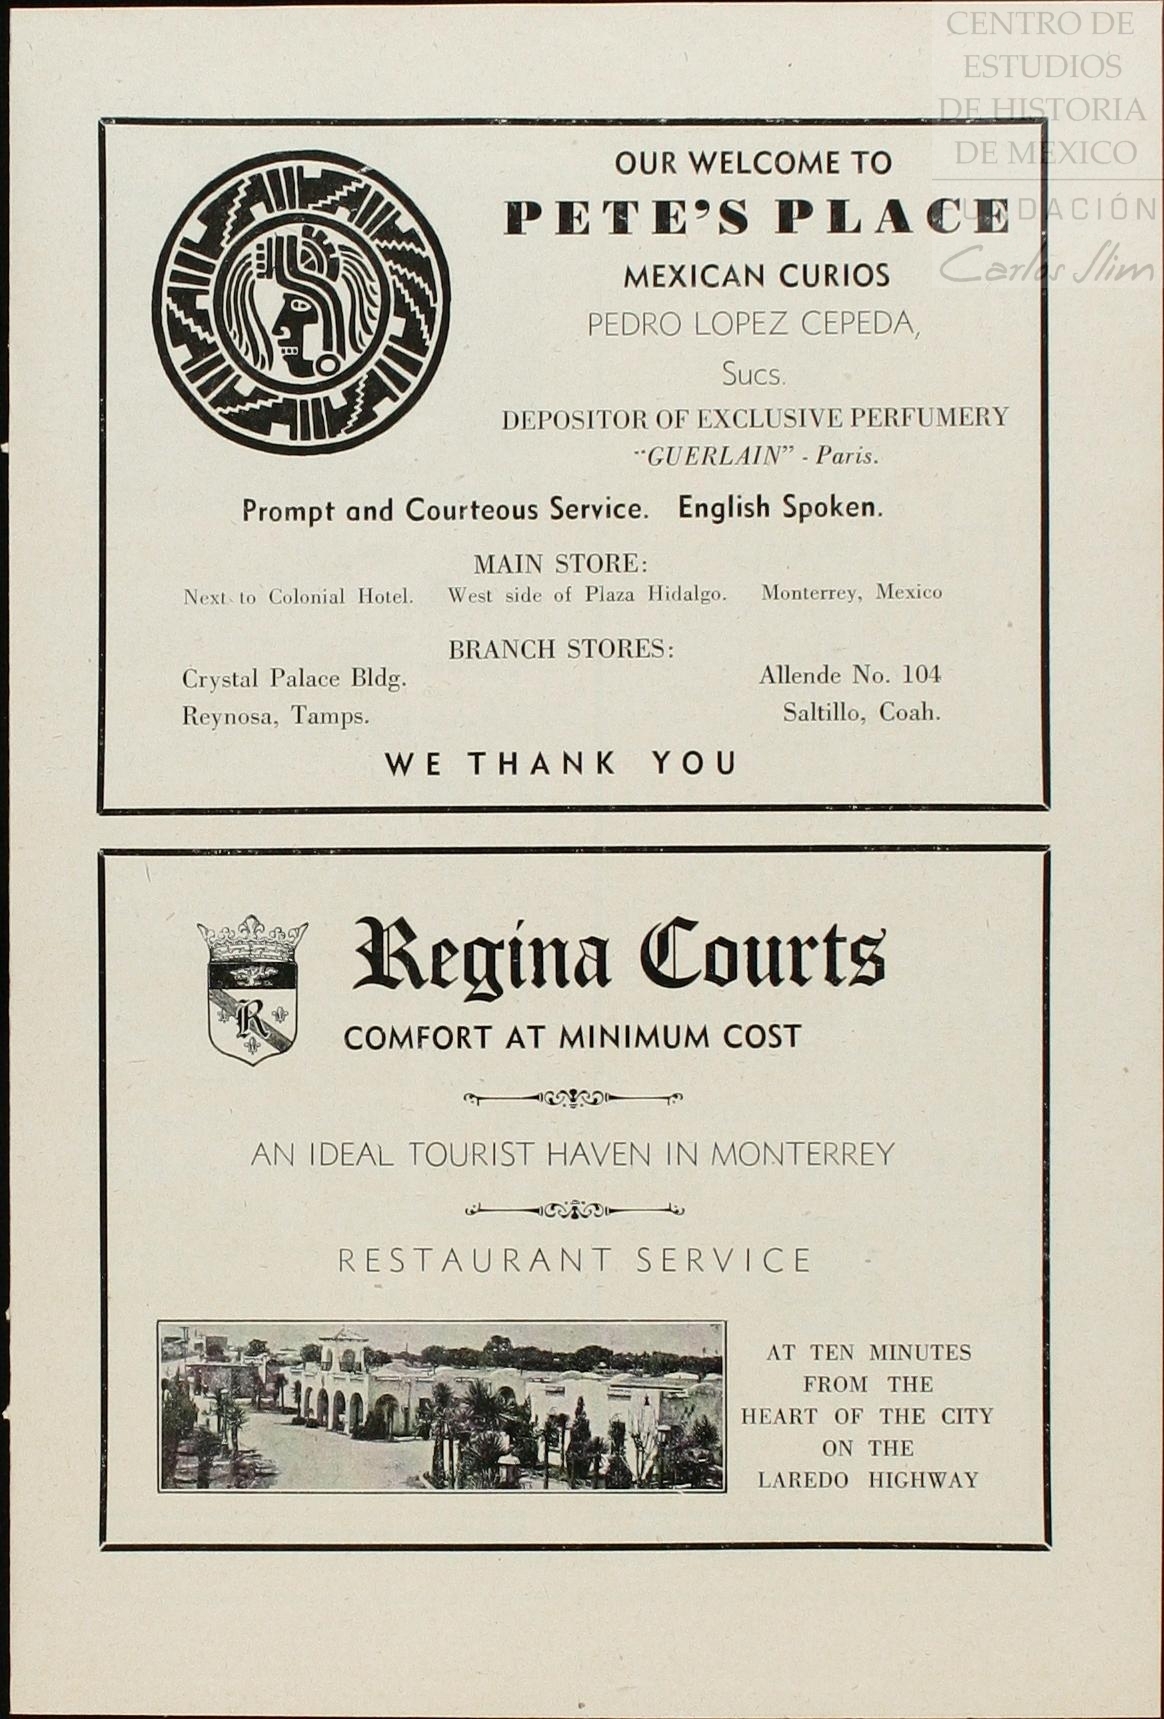 CENTRO DE
ESTUDIOS
DE HISTORIA
DE MEXICO
FUNDACIÓN
Carlos Slim
OUR WELCOME TO
PETE'S PLACE
MEXICAN CURIOS
PEDRO LOPEZ CEPEDA,
Sucs.
DEPOSITOR OF EXCLUSIVE PERFUMERY
"GUERLAIN" - Paris.
Prompt and Courteous Service. English Spoken.
MAIN STORE:
Next to Colonial Hotel. West side of Plaza Hidalgo. Monterrey, Mexico
BRANCH STORES:
Crystal Palace Bldg.
Reynosa, Tamps.
Allende No. 104
Saltillo, Coah.
WE THANK YOU
R
Regina Courts
COMFORT AT MINIMUM COST
AN IDEAL TOURIST HAVEN IN MONTERREY
RESTAURANT SERVICE
AT TEN MINUTES
FROM THE
HEART OF THE CITY
ON THE
LAREDO HIGHWAY